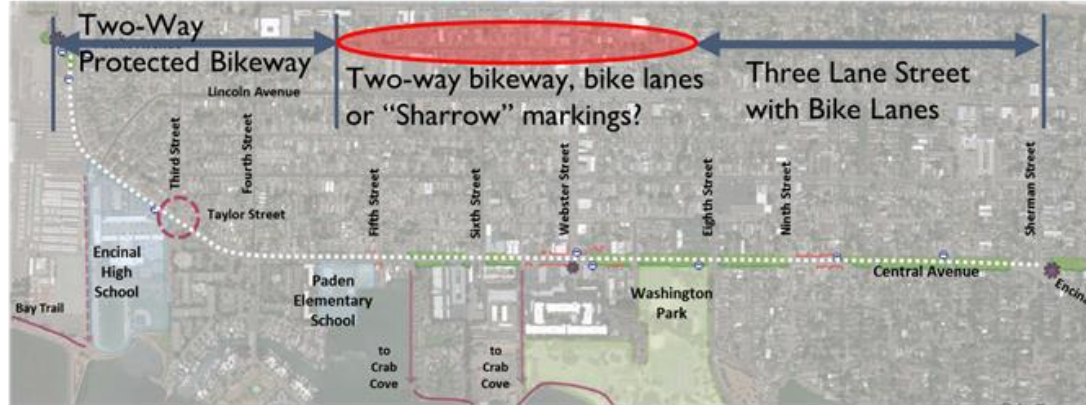 Two-Way
Protected Bikeway
Two-way bikeway, bike lanes
or “Sharrow” markings?
Three Lane Street
with Bike Lanes
Lincoln Avenue
Third Street
Fourth Street
Taylor Street
Fifth Street
Sixth Street
Webster Street
Eighth Street
Ninth Street
Sherman Street
Encinal
High
School
Paden
Elementary
School
Washington
Park
Central Avenue
Bay Trail
to
Crab
Cove
to
Crab
Cove